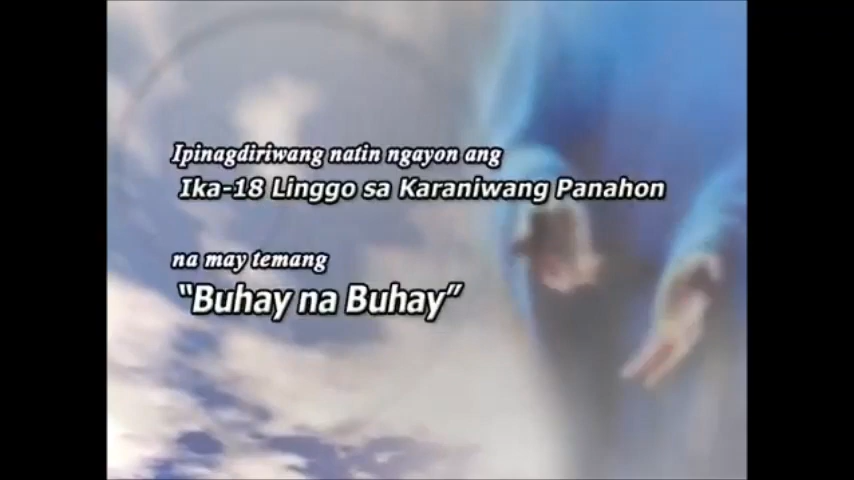 Ipinagdiriwang natin ngayon ang
Ika-18 Linggo sa Karaniwang Panahon
na may temang
“Buhay na Buhay”